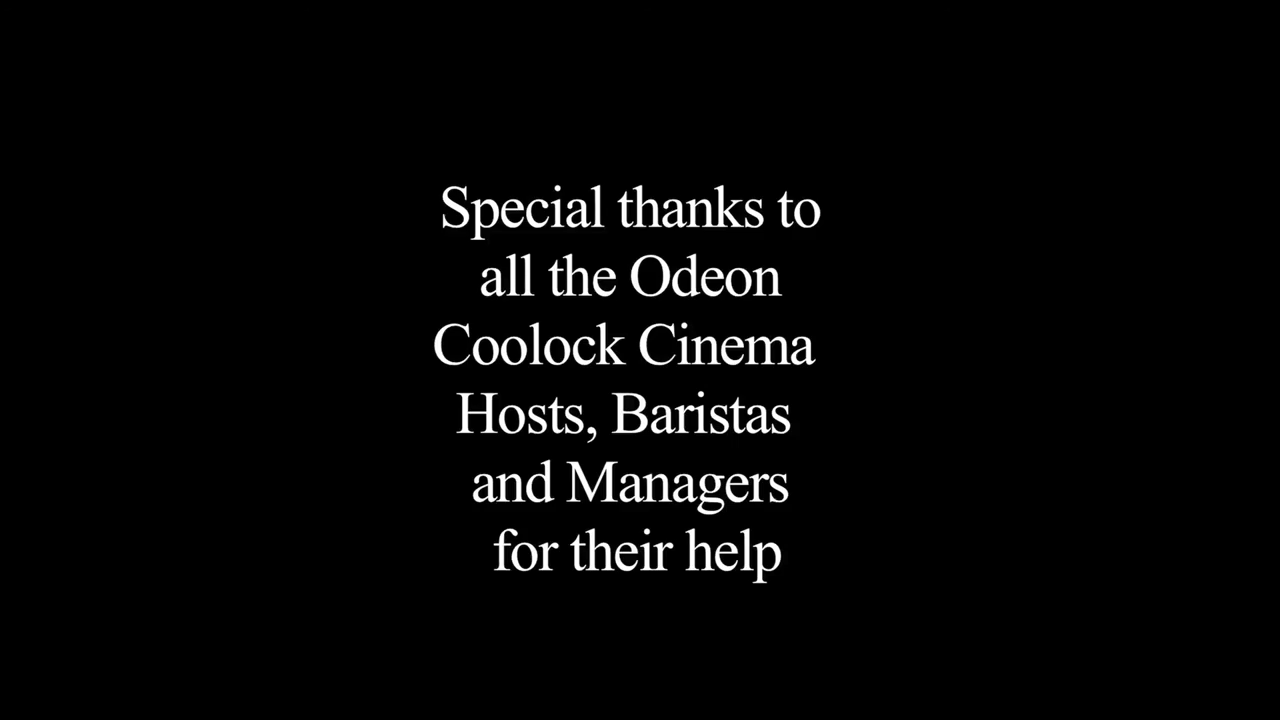 Special thanks to
all the Odeon
Coolock Cinema
Hosts, Baristas
and Managers
for their help